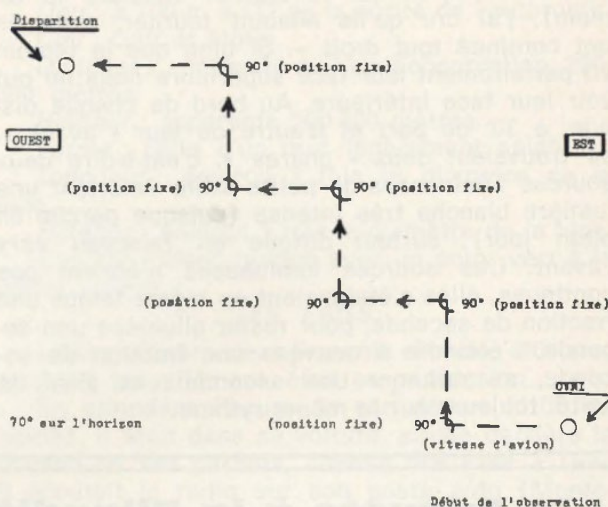 Disparition
90° (position fixe)
OUEST
EST
(position fixe) 90°
90° (position fixe)
(position fixe) 90°
90° (position fixe)
OVNI
70° sur l'horizon
(position fixe) 90°
(vitesse d'avion)
Début de l'observation